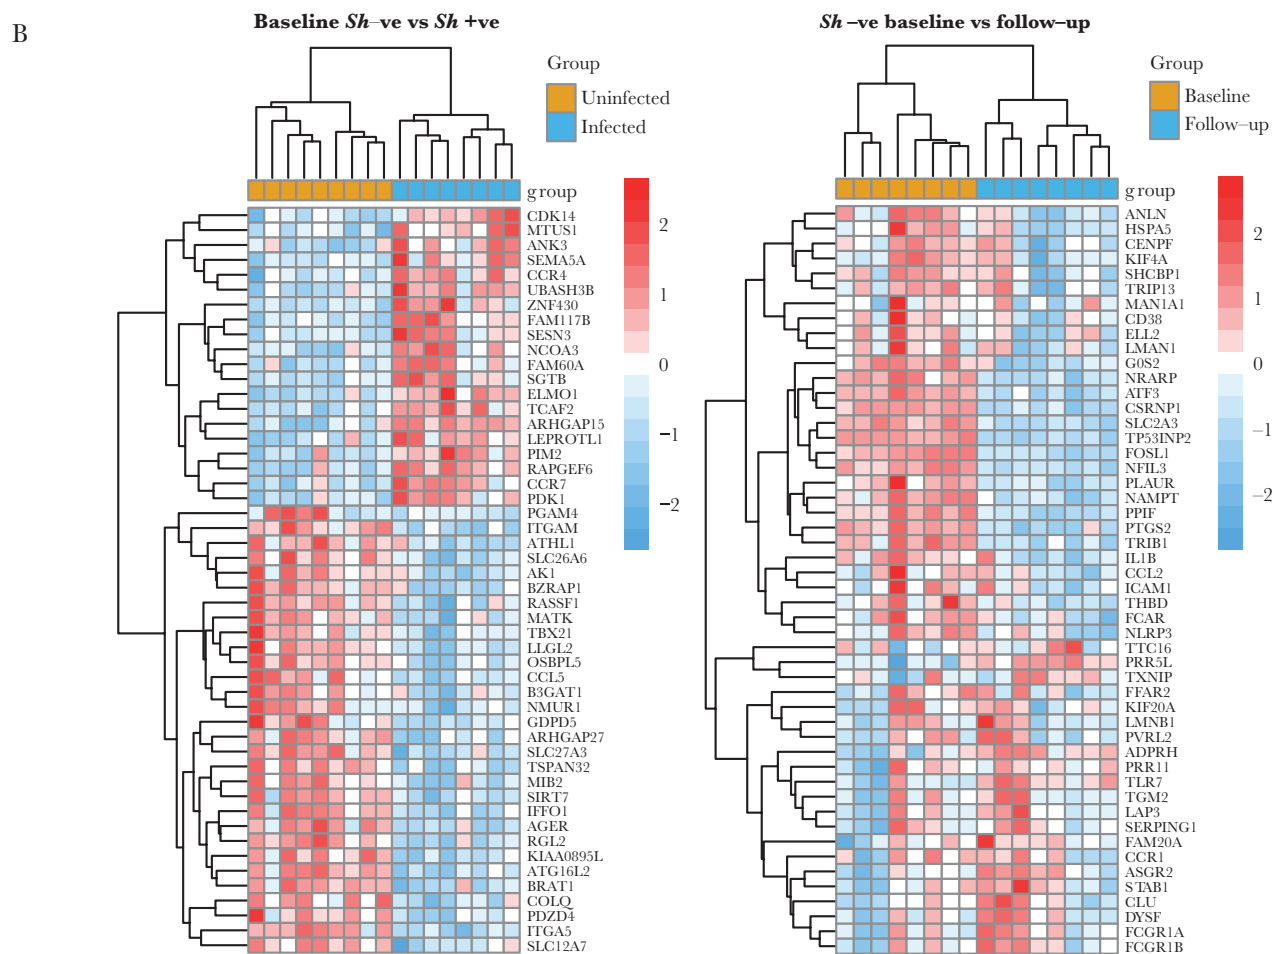 B
Baseline Sh–ve vs Sh +ve
Group
Uninfected
Infected
group
2
1
0
−1
−2
CDK14
MTUS1
ANK3
SEMA5A
CCR4
UBASH3B
ZNF430
FAM117B
SESN3
NCOA3
FAM60A
SGTB
ELMO1
TCAF2
ARHGAP15
LEPROTL1
PIM2
RAPGEF6
CCR7
PDK1
PGAM4
ITGAM
ATHL1
SLC26A6
AK1
BZRAP1
RASSF1
MATK
TBX21
LLGL2
OSBPL5
CCL5
B3GAT1
NMUR1
GDPD5
ARHGAP27
SLC27A3
TSPAN32
MIB2
SIRT7
IFFO1
AGER
RGL2
KIAA0895L
ATG16L2
BRAT1
COLQ
PDZD4
ITGA5
SLC12A7
Sh –ve baseline vs follow–up
Group
Baseline
Follow–up
group
2
1
0
−1
−2
ANLN
HSPA5
CENPF
KIF4A
SHCBP1
TRIP13
MAN1A1
CD38
ELL2
LMAN1
G0S2
NRARP
ATF3
CSRNP1
SLC2A3
TP53INP2
FOSL1
NFIL3
PLAUR
NAMPT
PPIF
PTGS2
TRIB1
IL1B
CCL2
ICAM1
THBD
FCAR
NLRP3
TTC16
PRR5L
TXNIP
FFAR2
KIF20A
LMNB1
PVRL2
ADPRH
PRR11
TLR7
TGM2
LAP3
SERPING1
FAM20A
CCR1
ASGR2
STAB1
CLU
DYSF
FCGR1A
FCGR1B